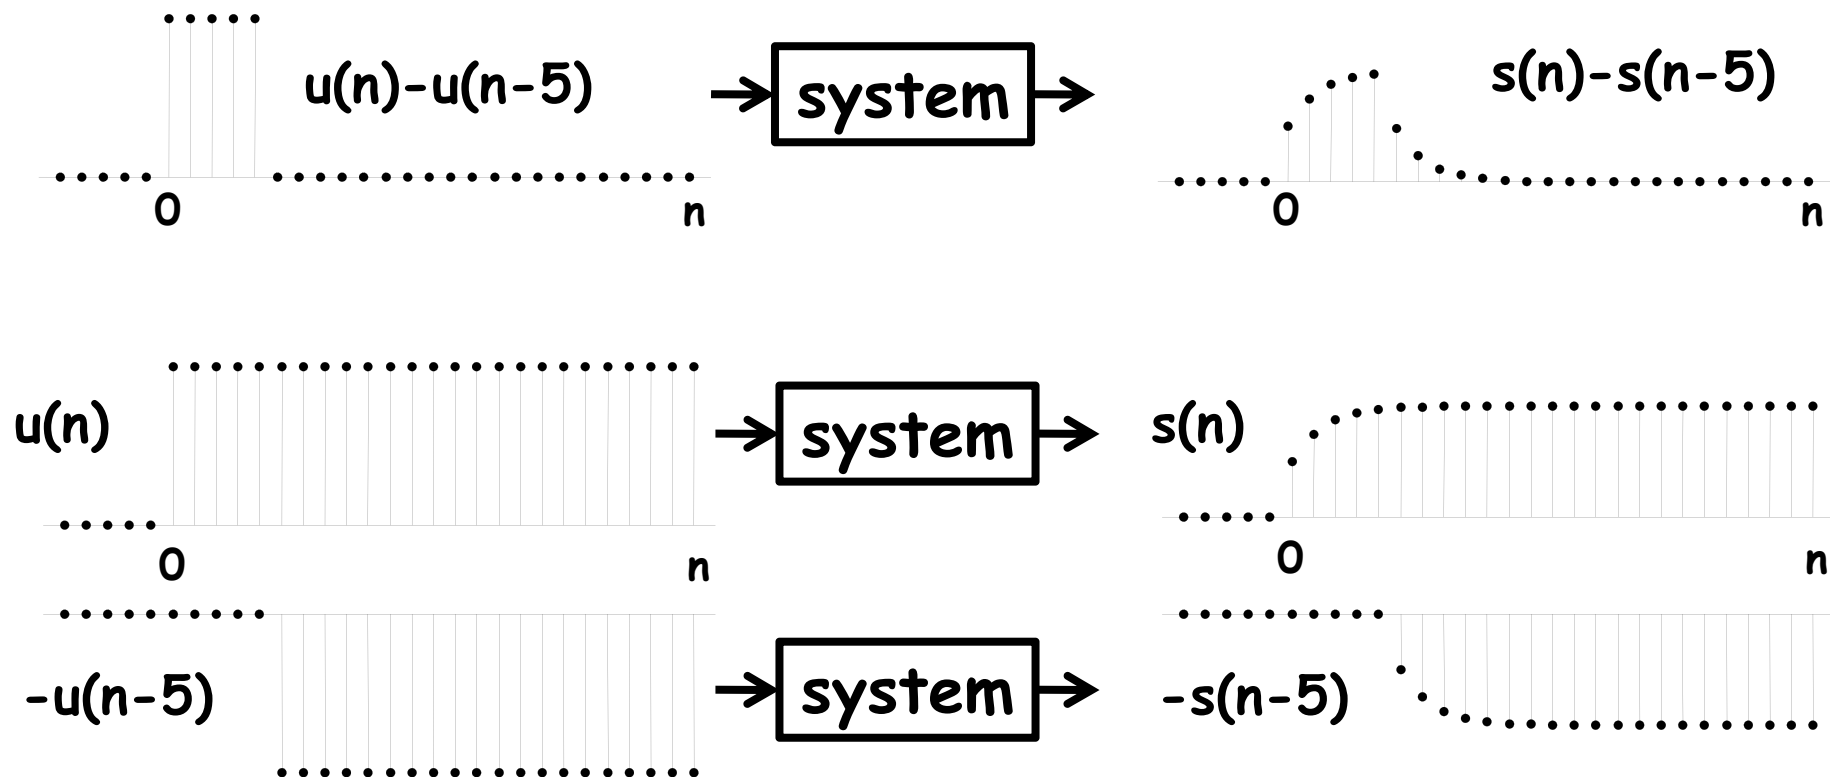 u(n)-u(n-5) system s(n)-s(n-5)
0 n 0 n
u(n) system s(n)
0 n 0 n
-u(n-5) system -s(n-5)